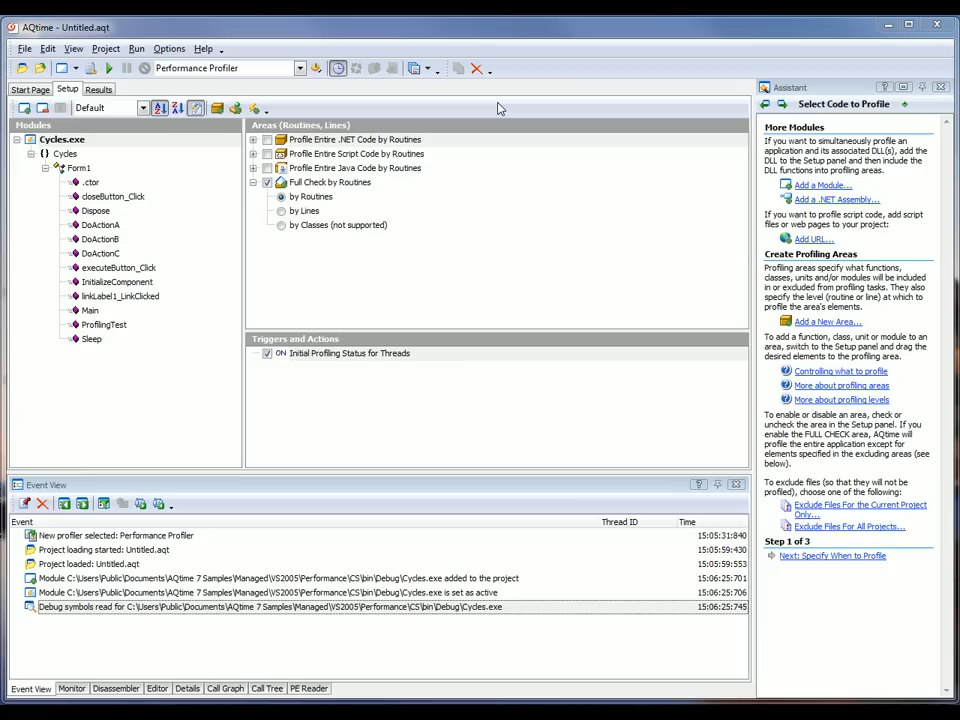 AQtime - Untitled.aqt
File Edit View Project Run Options Help
Performance Profiler
Start Page Setup Results
Default
Modules
Cycles.exe
Cycles
Form1
.ctor
closeButton_Click
Dispose
DoActionA
DoActionB
DoActionC
executeButton_Click
InitializeComponent
linkLabel1_LinkClicked
Main
ProfilingTest
Sleep
Areas (Routines, Lines)
Profile Entire .NET Code by Routines
Profile Entire Script Code by Routines
Profile Entire Java Code by Routines
Full Check by Routines
by Routines
by Lines
by Classes (not supported)
Triggers and Actions
ON Initial Profiling Status for Threads
Assistant
Select Code to Profile
More Modules
If you want to simultaneously profile an
application and its associated DLL(s), add the
DLL to the Setup panel and then include the
DLL functions into profiling areas.
Add a Module...
Add a .NET Assembly...
If you want to profile script code, add script
files or web pages to your project:
Add URL...
Create Profiling Areas
Profiling areas specify what functions,
classes, units and/or modules will be included
in or excluded from profiling tasks. They also
specify the level (routine or line) at which to
profile the area's elements.
Add a New Area...
To add a function, class, unit or module to an
area, switch to the Setup panel and drag the
desired elements to the profiling area.
Controlling what to profile
More about profiling areas
More about profiling levels
To enable or disable an area, check or
uncheck the area in the Setup panel. If you
enable the FULL CHECK area, AQtime will
profile the entire application except for
elements specified in the excluding areas (see
below).
To exclude files (so that they will not be
profiled), choose one of the following:
Exclude Files For the Current Project
Only...
Exclude Files For All Projects...
Step 1 of 3
Next: Specify When to Profile
Event View
Event Thread ID Time
New profiler selected: Performance Profiler 15:05:31:840
Project loading started: Untitled.aqt 15:05:59:430
Project loaded: Untitled.aqt 15:05:59:553
Module C:\Users\Public\Documents\AQtime 7 Samples\Managed\VS2005\Performance\CS\bin\Debug\Cycles.exe added to the project 15:06:25:701
Module C:\Users\Public\Documents\AQtime 7 Samples\Managed\VS2005\Performance\CS\bin\Debug\Cycles.exe is set as active 15:06:25:706
Debug symbols read for C:\Users\Public\Documents\AQtime 7 Samples\Managed\VS2005\Performance\CS\bin\Debug\Cycles.exe 15:06:25:745
Event View Monitor Disassembler Editor Details Call Graph Call Tree PE Reader